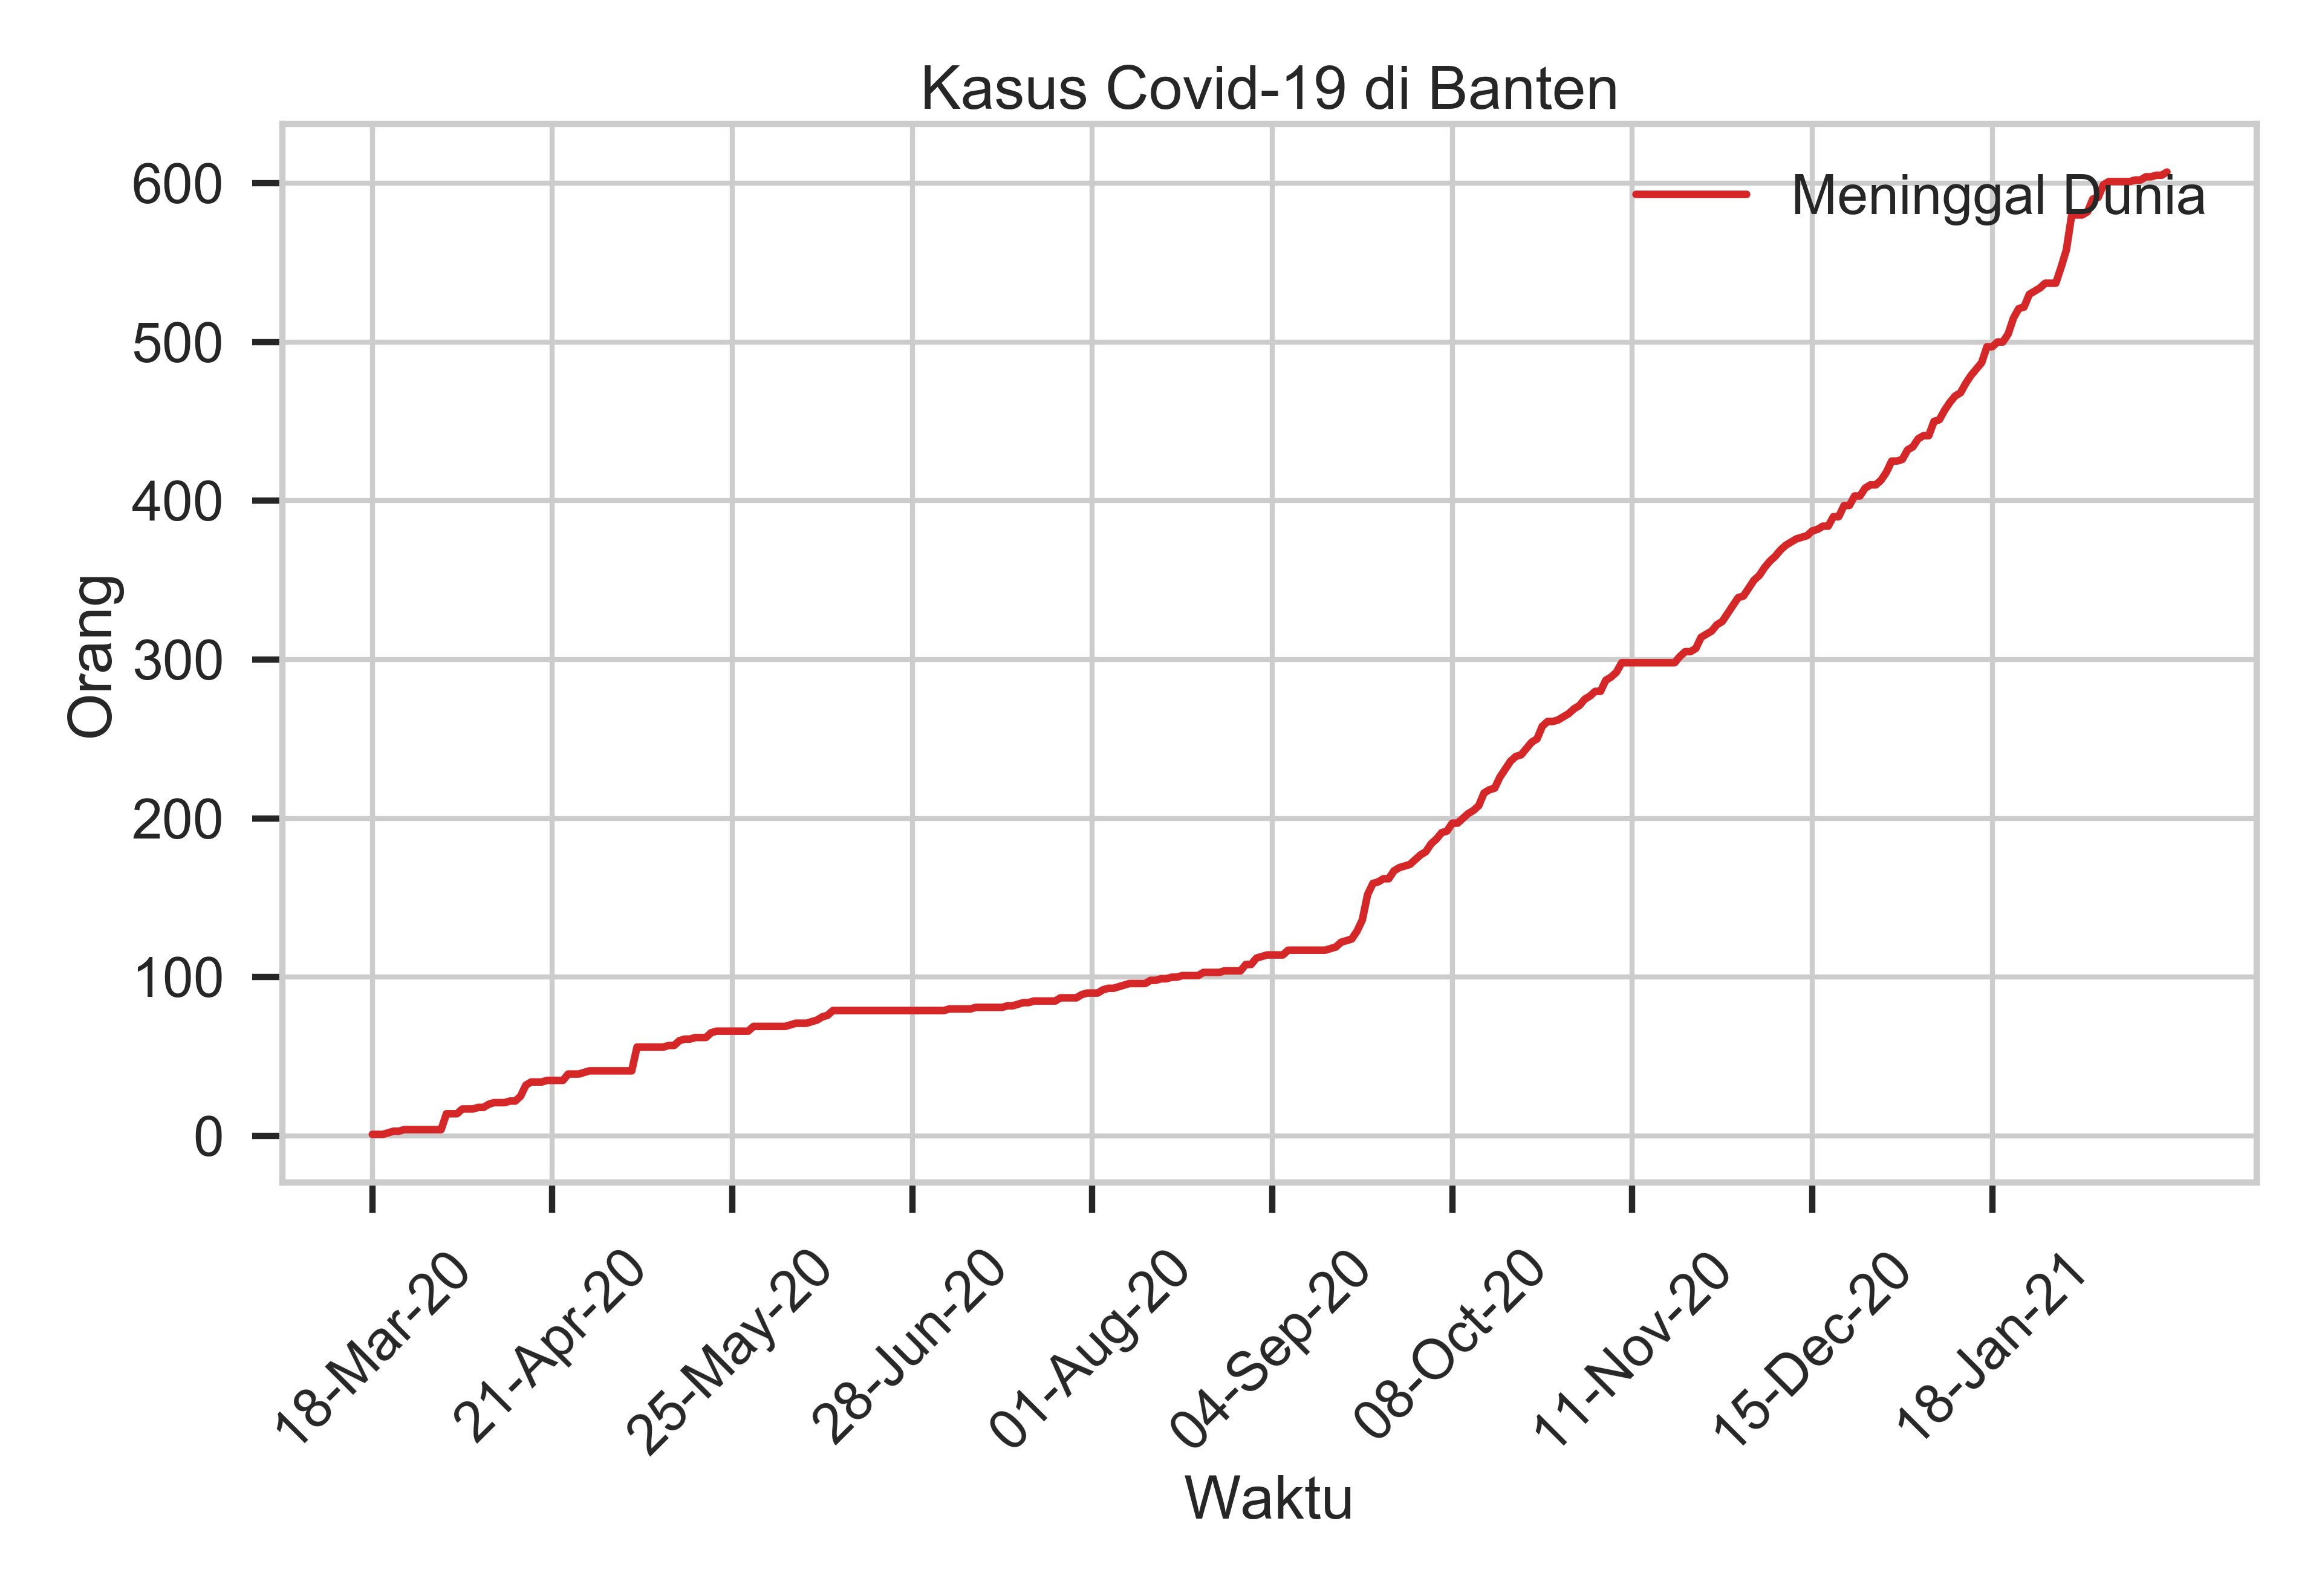 Kasus Covid-19 di Banten
Meninggal Dunia
600
500
400
300
200
100
0
Orang
18-Mar-20
21-Apr-20
25-May-20
28-Jun-20
01-Aug-20
04-Sep-20
08-Oct-20
11-Nov-20
15-Dec-20
18-Jan-21
Waktu